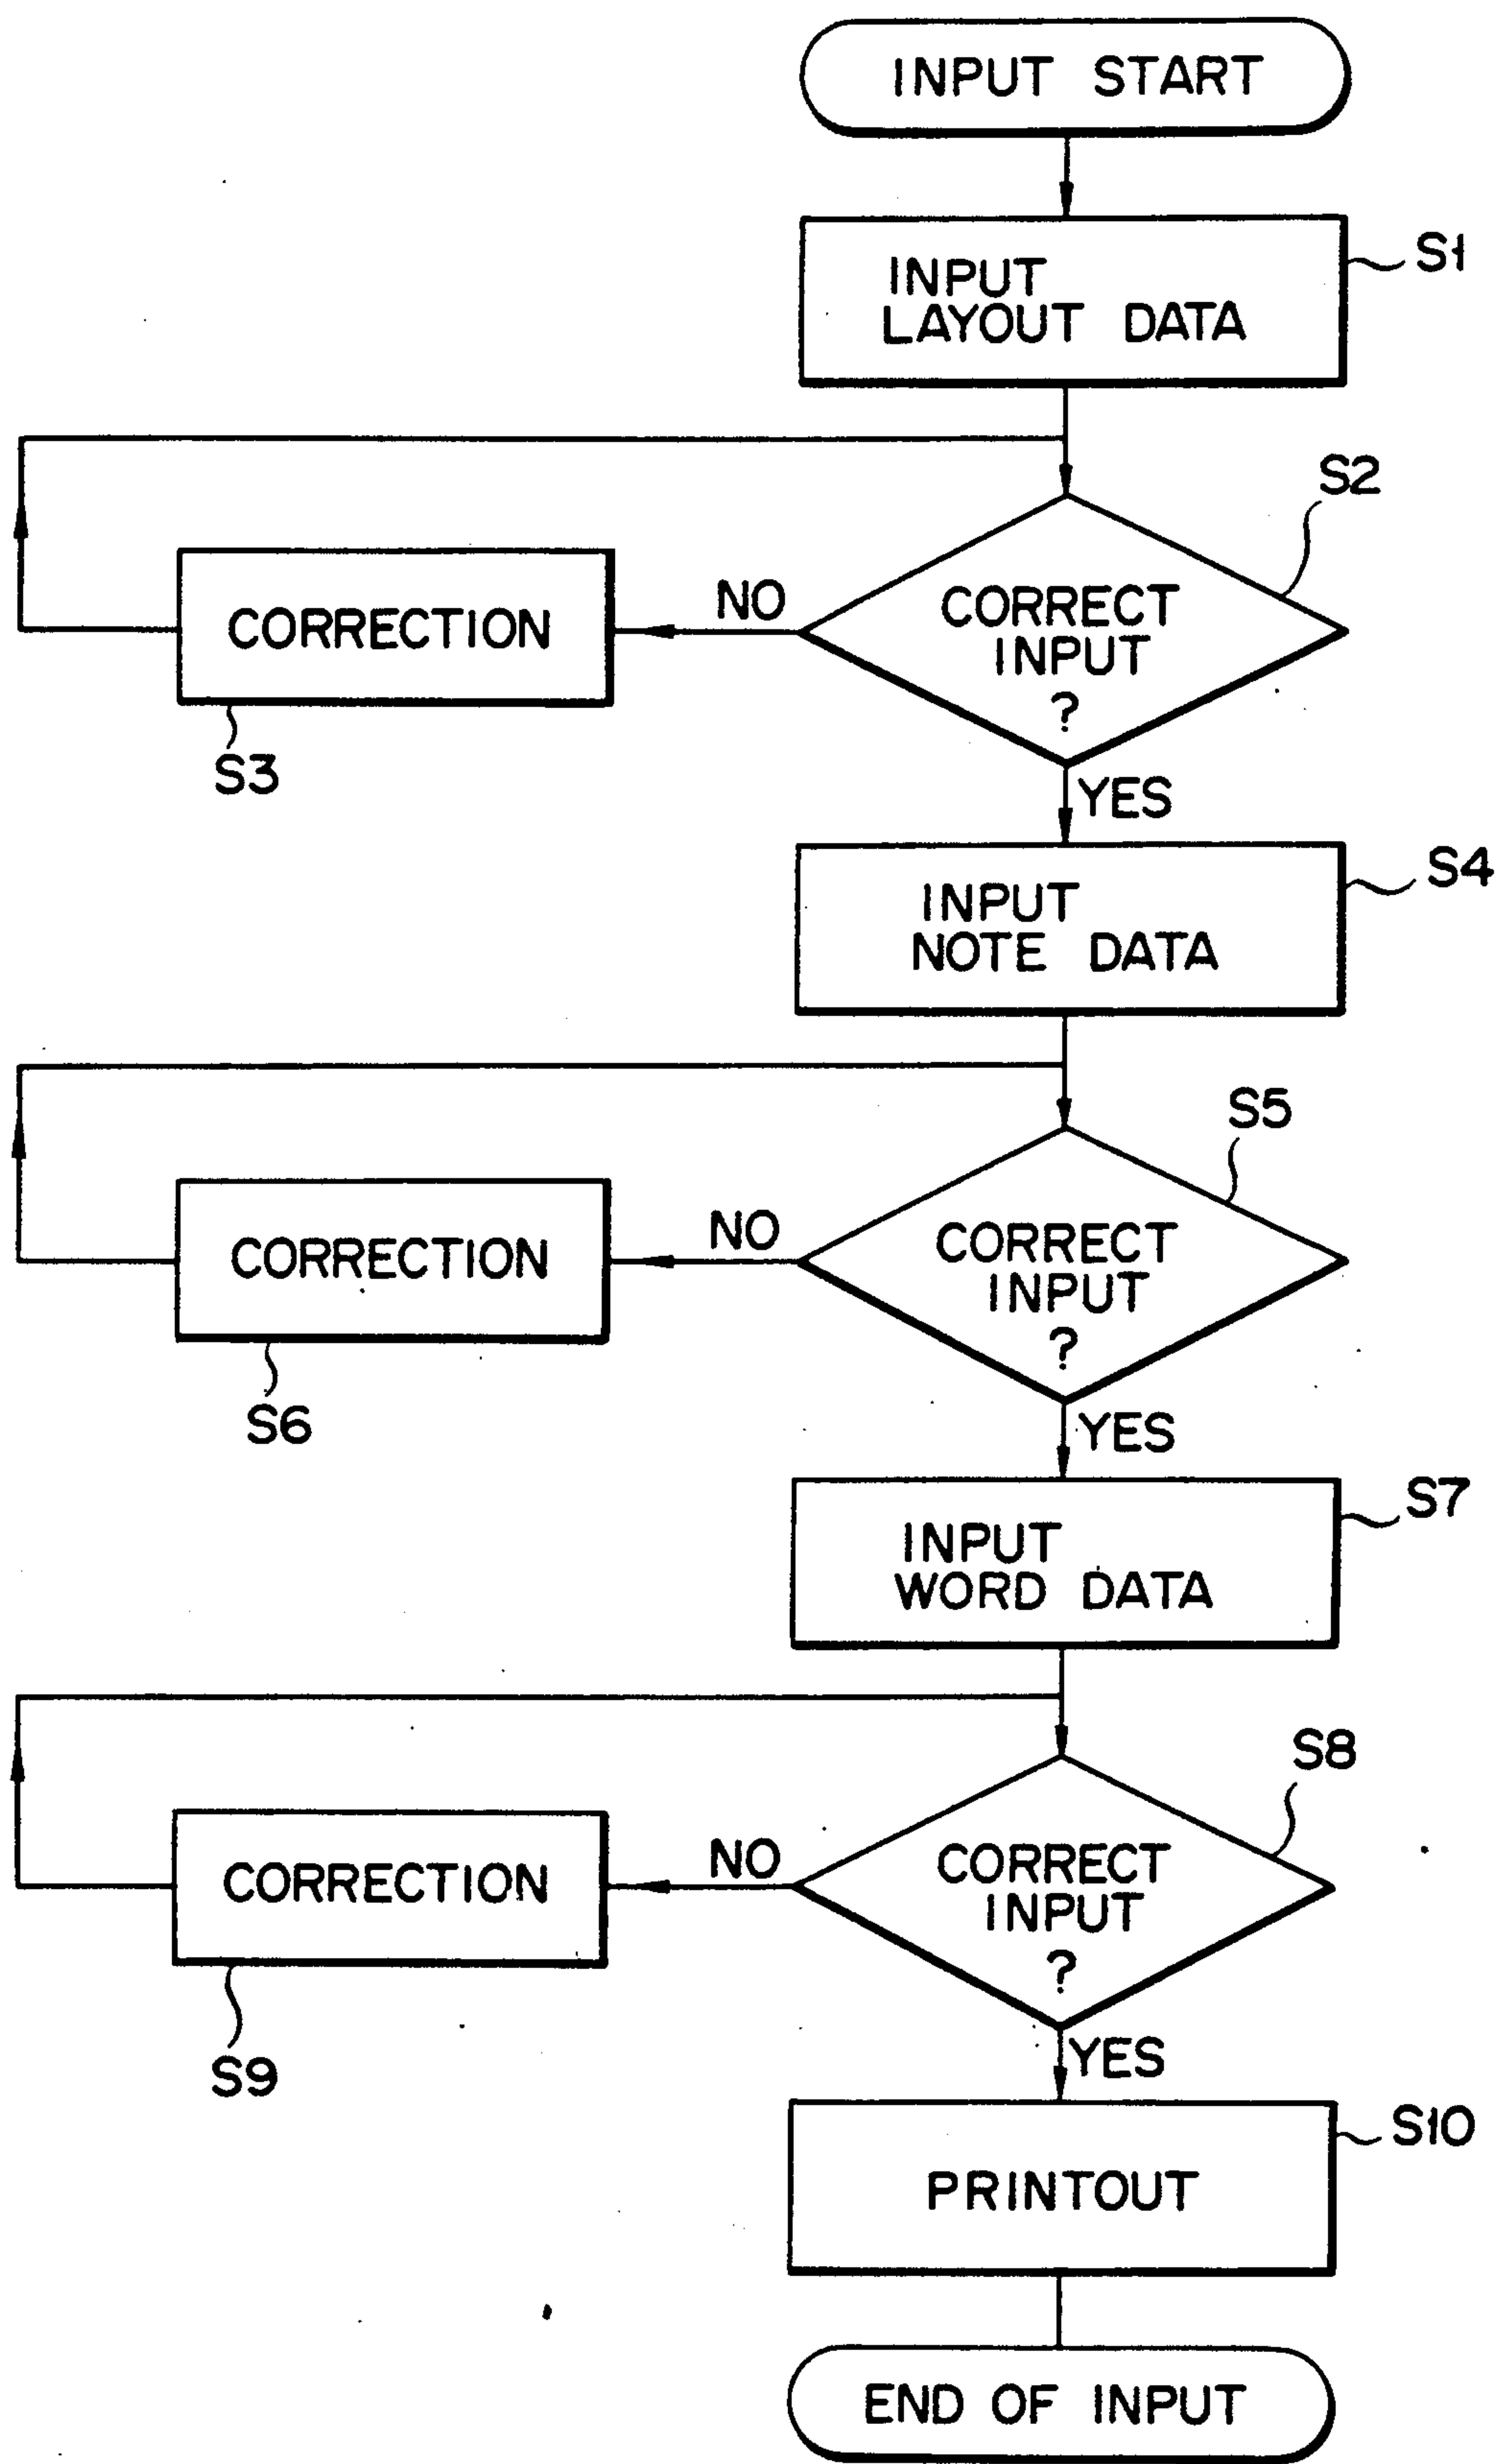 INPUT START
INPUT
LAYOUT DATA
S1
S2
CORRECT
INPUT
?
NO
CORRECTION
S3
YES
INPUT
NOTE DATA
S4
S5
CORRECT
INPUT
?
NO
CORRECTION
S6
YES
INPUT
WORD DATA
S7
S8
CORRECT
INPUT
?
NO
CORRECTION
S9
YES
PRINTOUT
S10
END OF INPUT